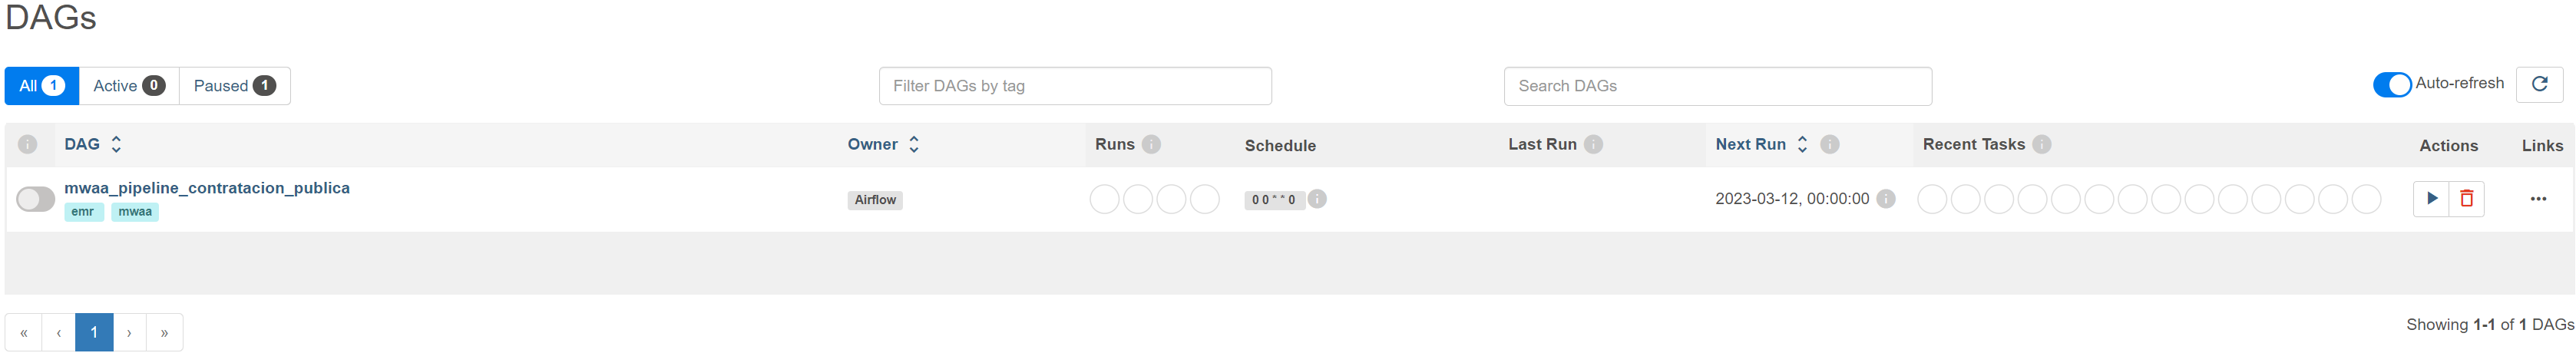 DAGs
All 1 Active 0 Paused 1 Filter DAGs by tag Search DAGs Auto-refresh
DAG Owner Runs Schedule Last Run Next Run Recent Tasks Actions Links
mwaa_pipeline_contratacion_publica Airflow 0 0 * * 0 2023-03-12, 00:00:00
emr mwaa
« ‹ 1 › » Showing 1-1 of 1 DAGs